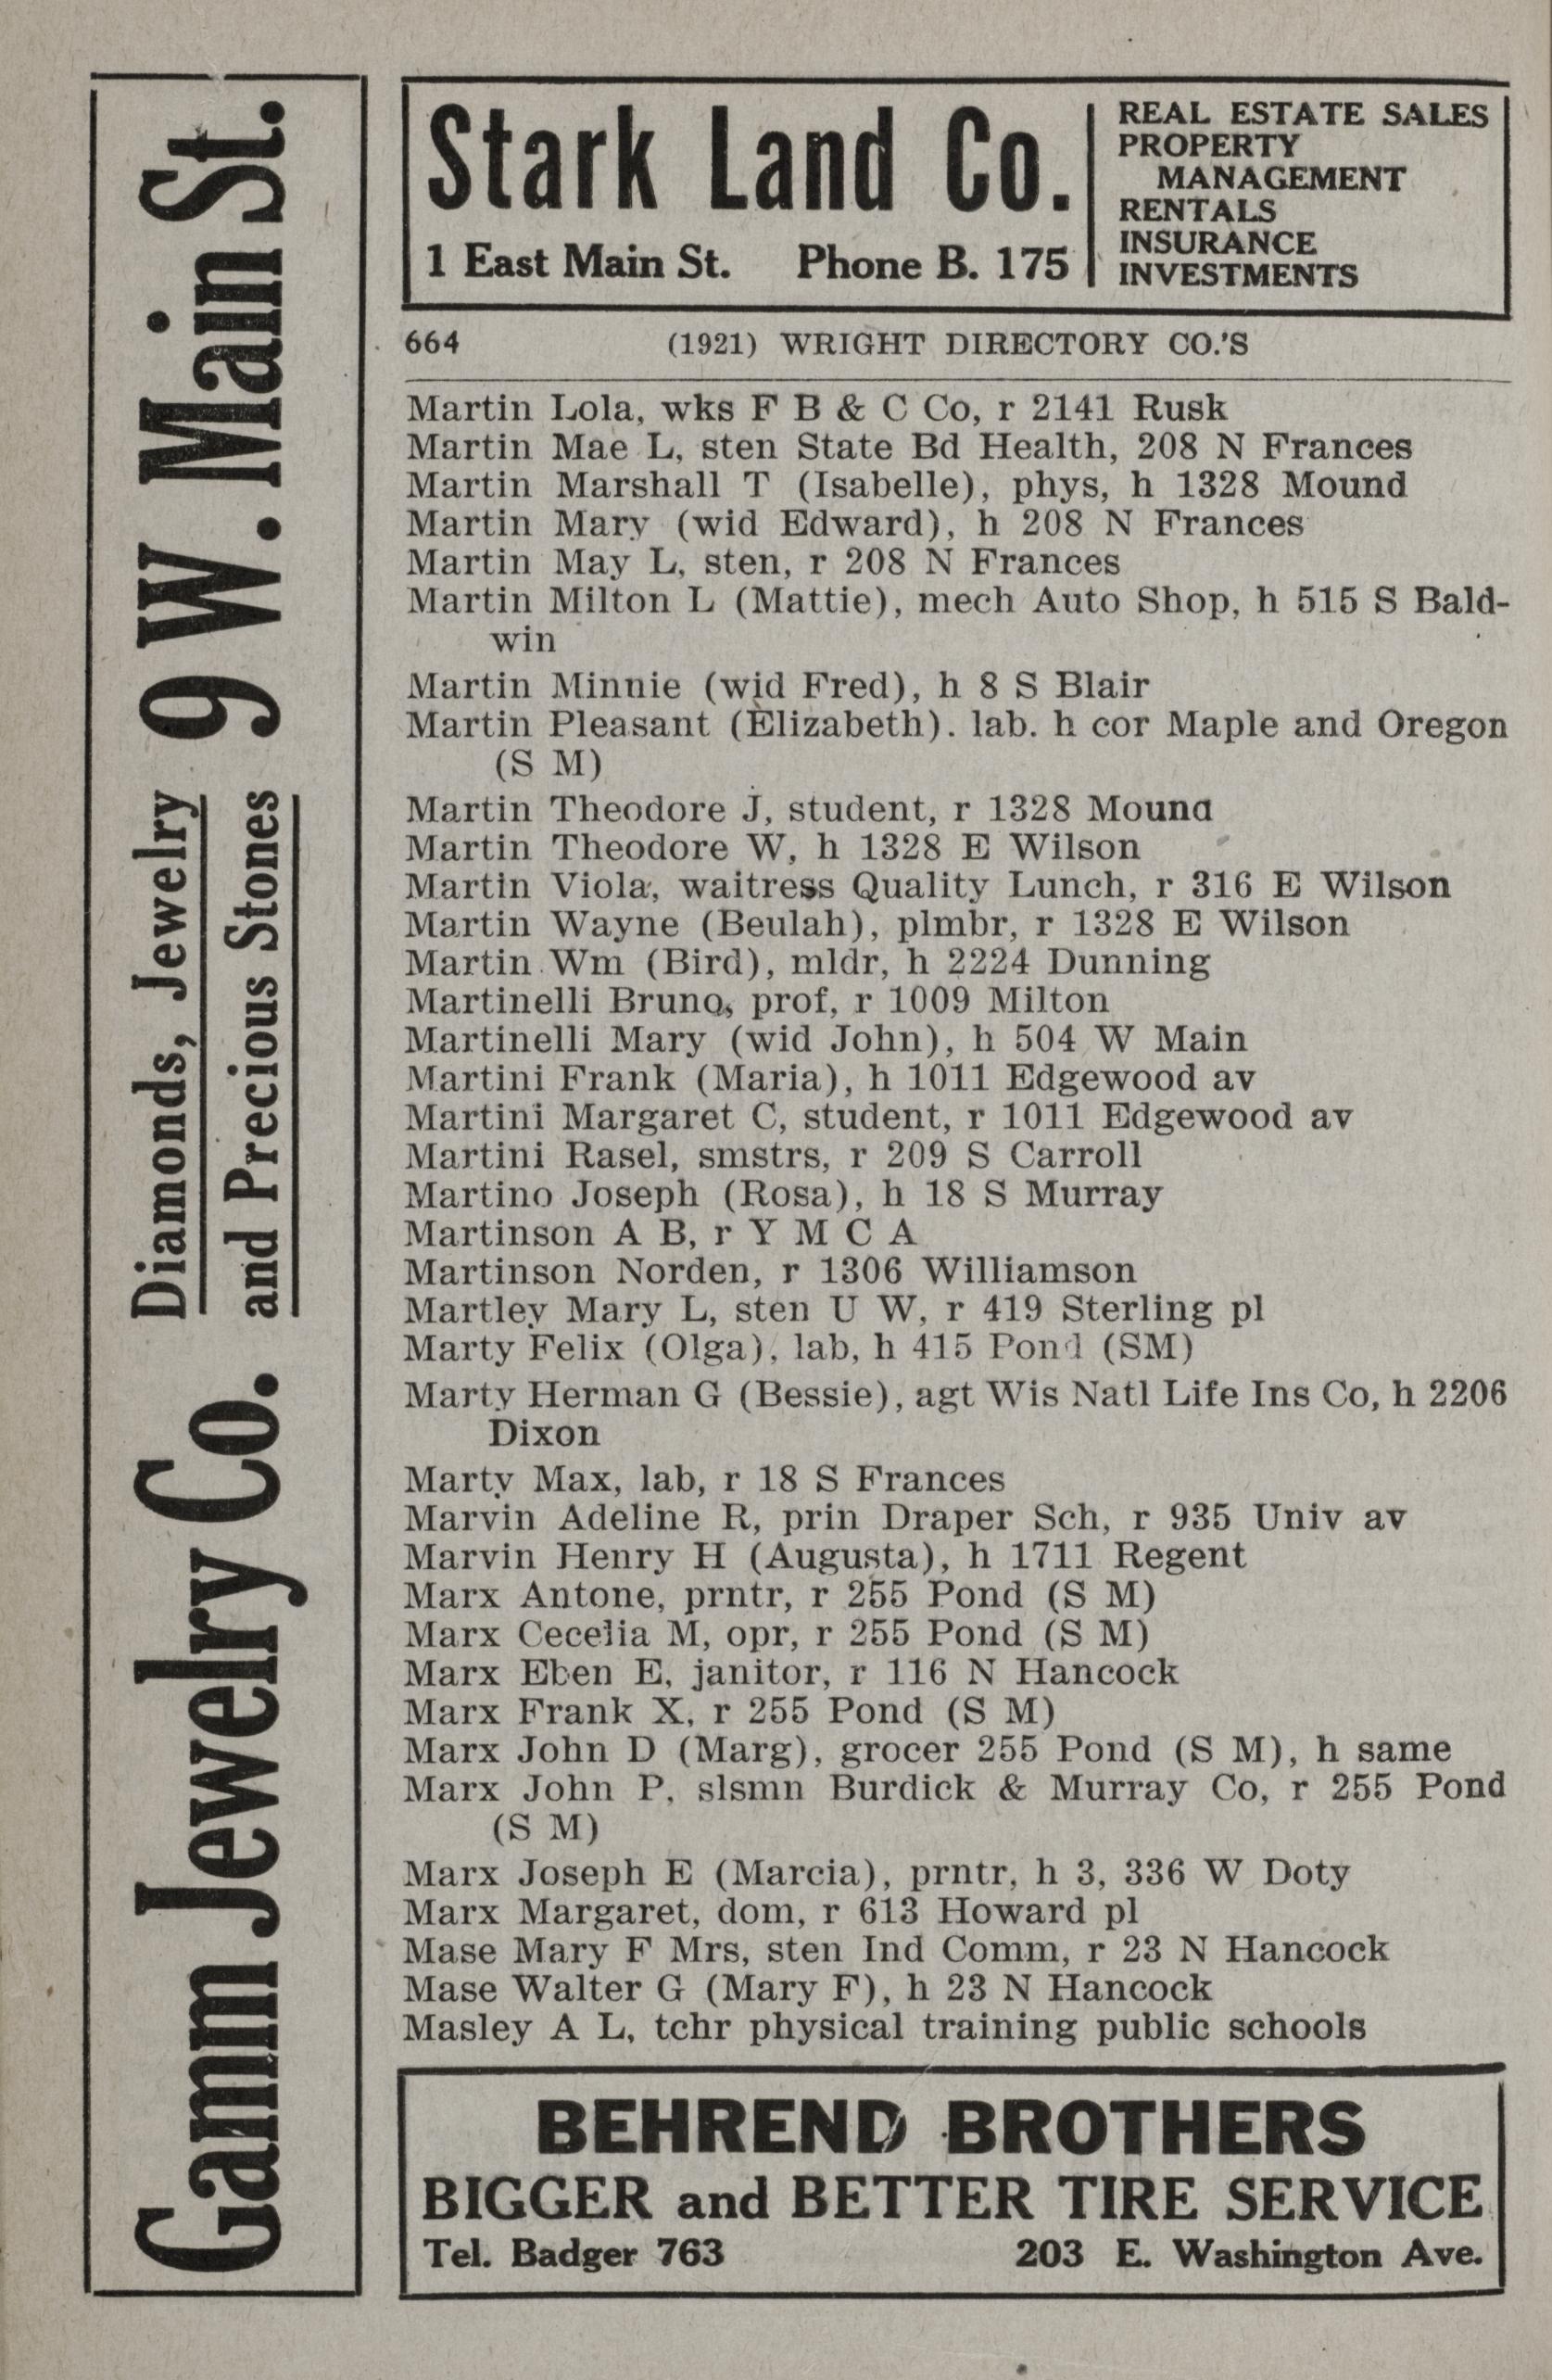 Gamm Jewelry Co. Diamonds, Jewelry and Precious Stones 9 W. Main St.
Stark Land Co.
1 East Main St. Phone B. 175
REAL ESTATE SALES
PROPERTY
MANAGEMENT
RENTALS
INSURANCE
INVESTMENTS
664 (1921) WRIGHT DIRECTORY CO.'S
Martin Lola, wks F B & C Co, r 2141 Rusk
Martin Mae L, sten State Bd Health, 208 N Frances
Martin Marshall T (Isabelle), phys, h 1328 Mound
Martin Mary (wid Edward), h 208 N Frances
Martin May L, sten, r 208 N Frances
Martin Milton L (Mattie), mech Auto Shop, h 515 S Bald-
win
Martin Minnie (wid Fred), h 8 S Blair
Martin Pleasant (Elizabeth). lab. h cor Maple and Oregon
(S M)
Martin Theodore J, student, r 1328 Mound
Martin Theodore W, h 1328 E Wilson
Martin Viola, waitress Quality Lunch, r 316 E Wilson
Martin Wayne (Beulah), plmbr, r 1328 E Wilson
Martin Wm (Bird), mldr, h 2224 Dunning
Martinelli Bruno, prof, r 1009 Milton
Martinelli Mary (wid John), h 504 W Main
Martini Frank (Maria), h 1011 Edgewood av
Martini Margaret C, student, r 1011 Edgewood av
Martini Rasel, smstrs, r 209 S Carroll
Martino Joseph (Rosa), h 18 S Murray
Martinson A B, r Y M C A
Martinson Norden, r 1306 Williamson
Martley Mary L, sten U W, r 419 Sterling pl
Marty Felix (Olga), lab, h 415 Pond (SM)
Marty Herman G (Bessie), agt Wis Natl Life Ins Co, h 2206
Dixon
Marty Max, lab, r 18 S Frances
Marvin Adeline R, prin Draper Sch, r 935 Univ av
Marvin Henry H (Augusta), h 1711 Regent
Marx Antone, prntr, r 255 Pond (S M)
Marx Cecelia M, opr, r 255 Pond (S M)
Marx Eben E, janitor, r 116 N Hancock
Marx Frank X, r 255 Pond (S M)
Marx John D (Marg), grocer 255 Pond (S M), h same
Marx John P, slsmn Burdick & Murray Co, r 255 Pond
(S M)
Marx Joseph E (Marcia), prntr, h 3, 336 W Doty
Marx Margaret, dom, r 613 Howard pl
Mase Mary F Mrs, sten Ind Comm, r 23 N Hancock
Mase Walter G (Mary F), h 23 N Hancock
Masley A L, tchr physical training public schools
BEHREND BROTHERS
BIGGER and BETTER TIRE SERVICE
Tel. Badger 763 203 E. Washington Ave.